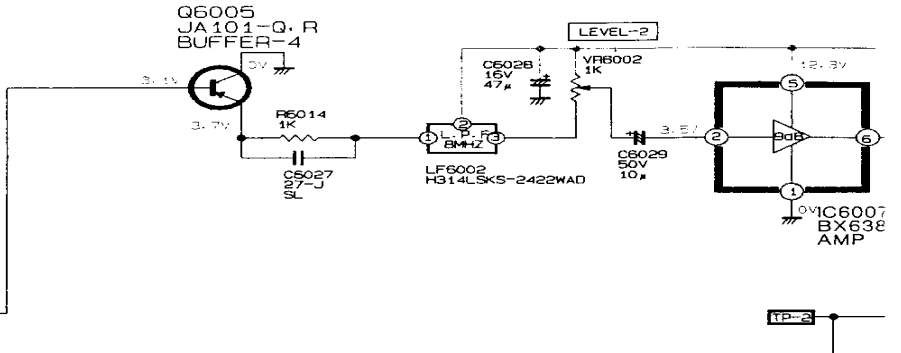 Q6005
JA101-Q.R
BUFFER-4
0V
3.1V
3.7V
R6014
1K
C6027
27-J
SL
1
2
3
L.P.F
8MHZ
LF6002
H314LSKS-2422WAD
C6028
16V
47μ
LEVEL-2
VR6002
1K
C6029
50V
10μ
12.3V
5
2
9dB
6
1
0V
IC6007
BX638
AMP
TP-2